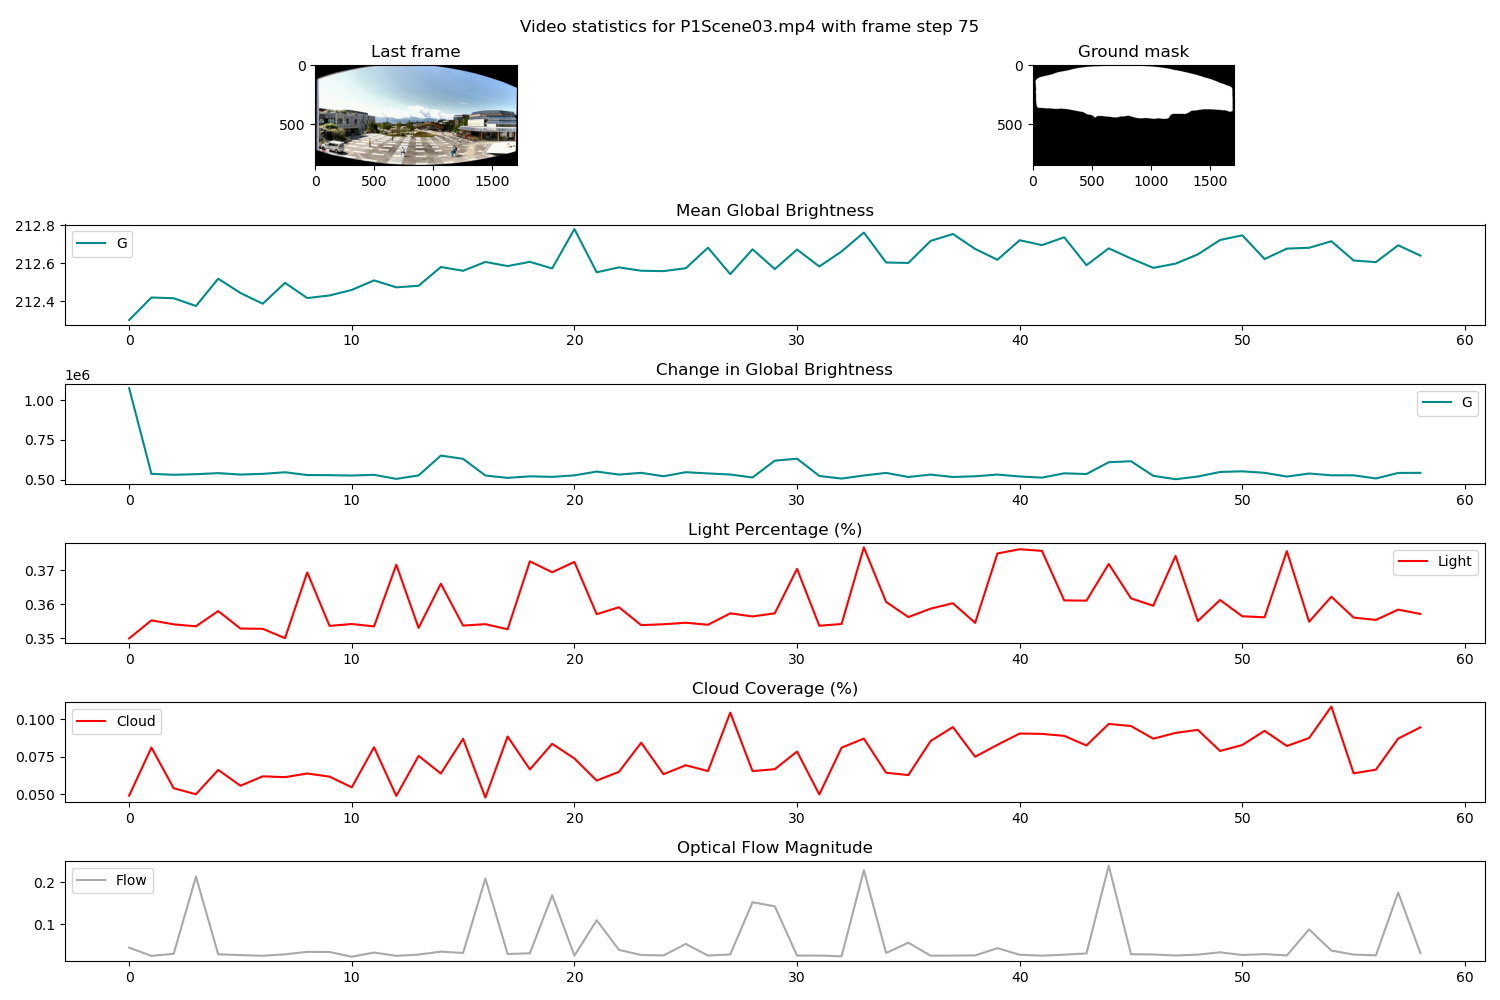 Video statistics for P1Scene03.mp4 with frame step 75
Last frame
0
500
0 500 1000 1500
Ground mask
0
500
0 500 1000 1500
Mean Global Brightness
G
212.8
212.6
212.4
0 10 20 30 40 50 60
Change in Global Brightness
1e6
G
1.00
0.75
0.50
0 10 20 30 40 50 60
Light Percentage (%)
Light
0.37
0.36
0.35
0 10 20 30 40 50 60
Cloud Coverage (%)
Cloud
0.100
0.075
0.050
0 10 20 30 40 50 60
Optical Flow Magnitude
Flow
0.2
0.1
0 10 20 30 40 50 60